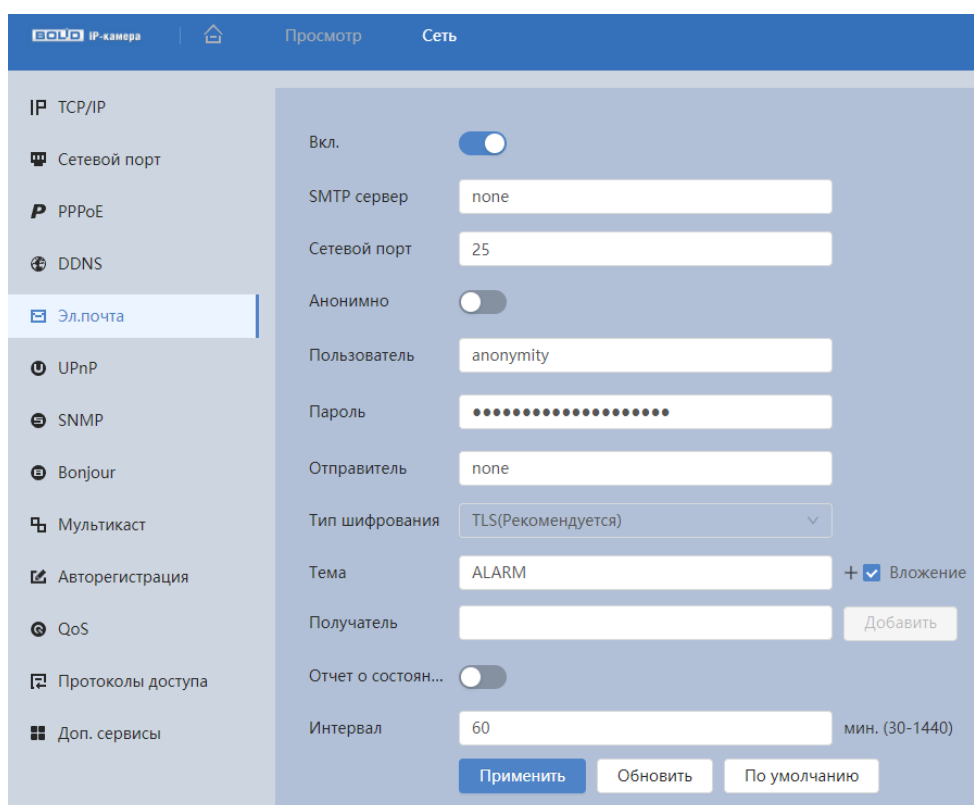 BOLID IP-камера
Просмотр
Сеть
TCP/IP
Сетевой порт
PPPoE
DDNS
Эл.почта
UPnP
SNMP
Bonjour
Мультикаст
Авторегистрация
QoS
Протоколы доступа
Доп. сервисы
Вкл.
SMTP сервер none
Сетевой порт 25
Анонимно
Пользователь anonymity
Пароль ••••••••••••••••••••
Отправитель none
Тип шифрования TLS(Рекомендуется)
Тема ALARM + Вложение
Получатель Добавить
Отчет о состоян...
Интервал 60 мин. (30-1440)
Применить Обновить По умолчанию